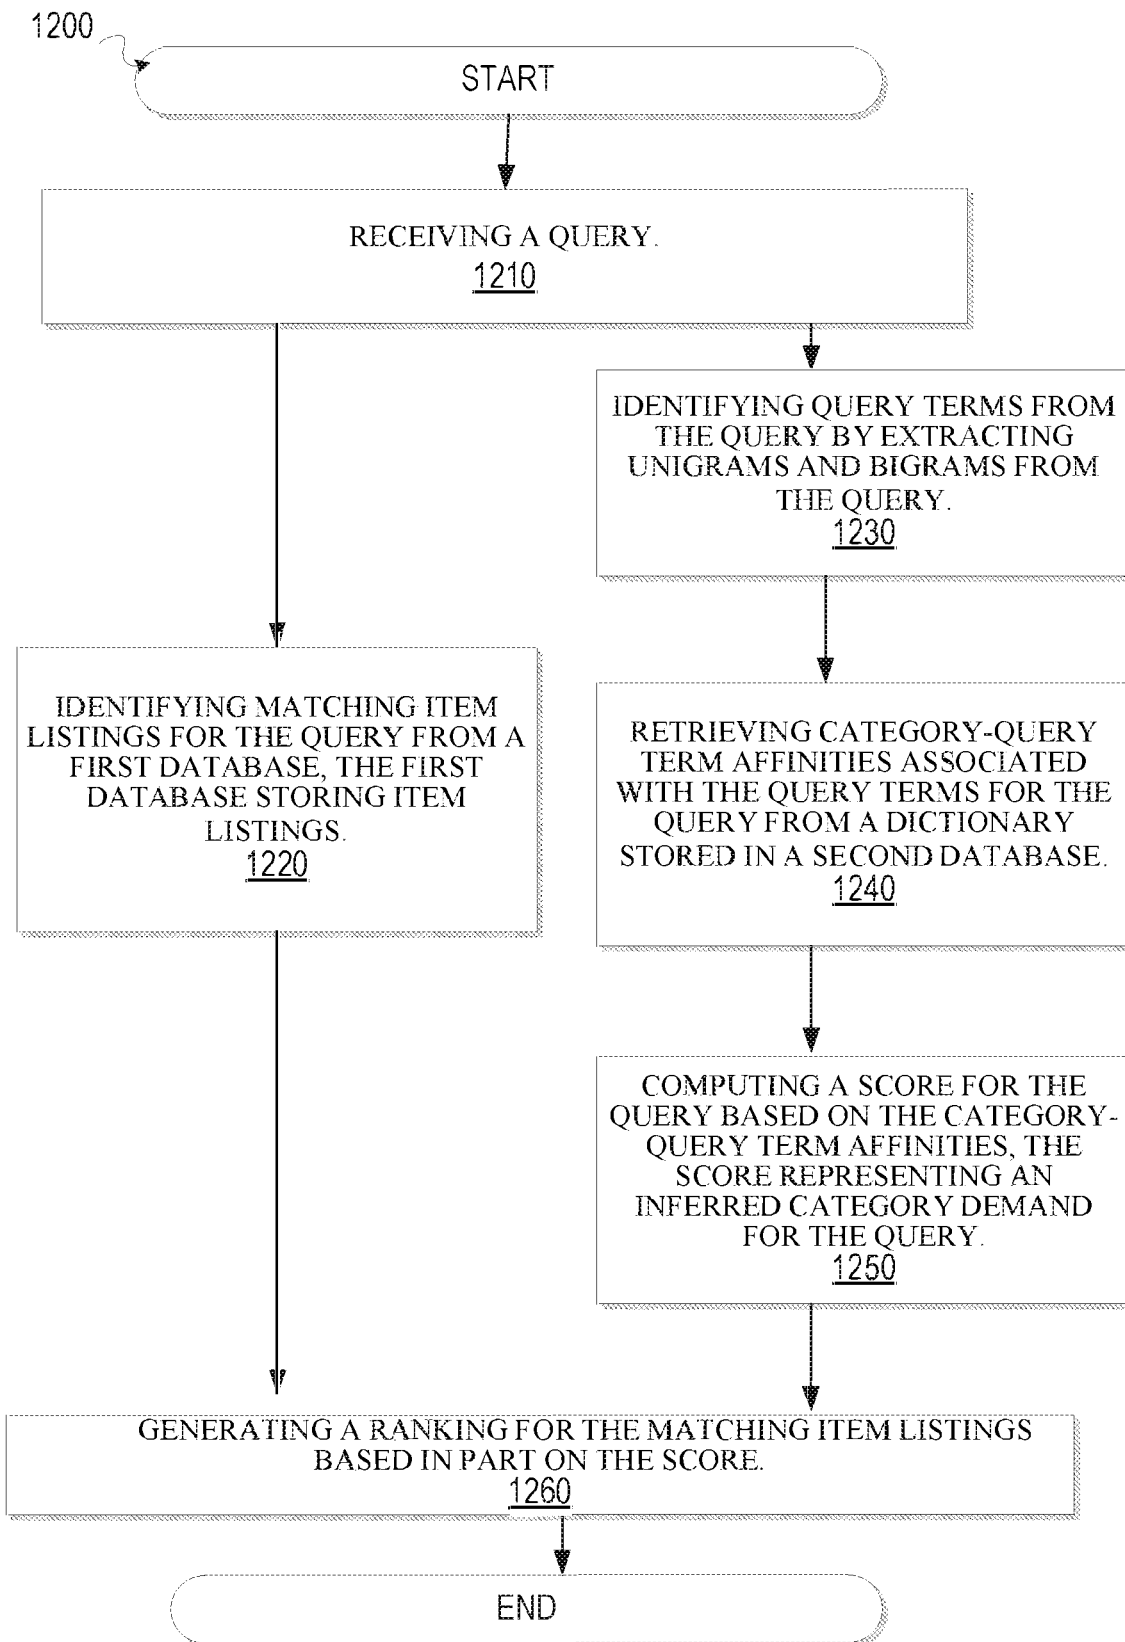 1200
START
RECEIVING A QUERY.
1210
IDENTIFYING QUERY TERMS FROM
THE QUERY BY EXTRACTING
UNIGRAMS AND BIGRAMS FROM
THE QUERY.
1230
IDENTIFYING MATCHING ITEM
LISTINGS FOR THE QUERY FROM A
FIRST DATABASE, THE FIRST
DATABASE STORING ITEM
LISTINGS.
1220
RETRIEVING CATEGORY-QUERY
TERM AFFINITIES ASSOCIATED
WITH THE QUERY TERMS FOR THE
QUERY FROM A DICTIONARY
STORED IN A SECOND DATABASE.
1240
COMPUTING A SCORE FOR THE
QUERY BASED ON THE CATEGORY-
QUERY TERM AFFINITIES, THE
SCORE REPRESENTING AN
INFERRED CATEGORY DEMAND
FOR THE QUERY.
1250
GENERATING A RANKING FOR THE MATCHING ITEM LISTINGS
BASED IN PART ON THE SCORE.
1260
END